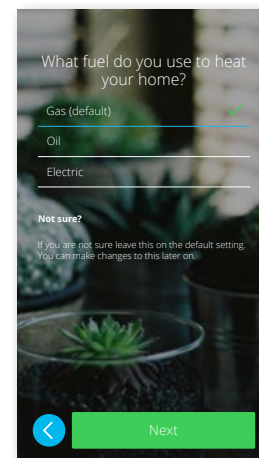 What fuel do you use to heat
your home?
Gas (default)
Oil
Electric
Not sure?
If you are not sure leave this on the default setting.
You can make changes to this later on.
Next